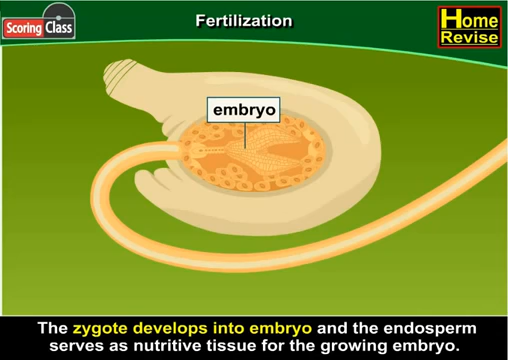 Scoring Class
Fertilization
Home
Revise
embryo
The zygote develops into embryo and the endosperm
serves as nutritive tissue for the growing embryo.